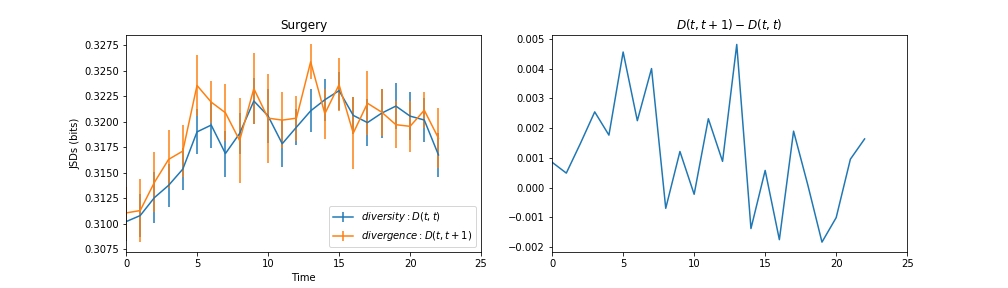 Surgery
0.3275
0.3250
0.3225
0.3200
0.3175
0.3150
0.3125
0.3100
0.3075
JSDs (bits)
0 5 10 15 20 25
Time
diversity: D(t, t)
divergence: D(t, t+1)
D(t, t+1) − D(t, t)
0.005
0.004
0.003
0.002
0.001
0.000
−0.001
−0.002
0 5 10 15 20 25